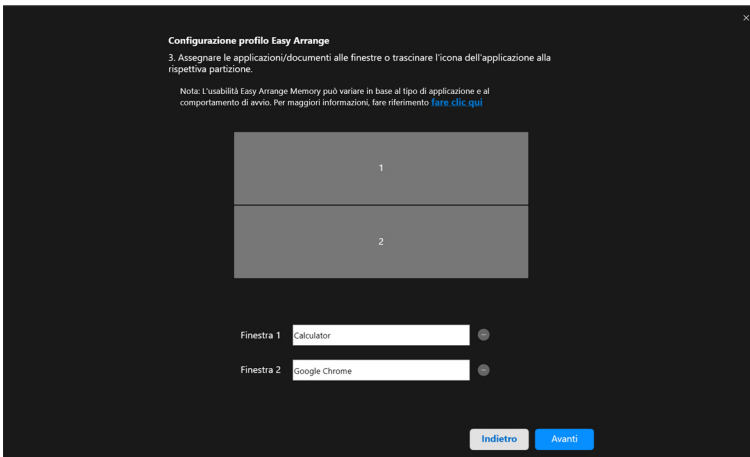 Configurazione profilo Easy Arrange
3. Assegnare le applicazioni/documenti alle finestre o trascinare l'icona dell'applicazione alla
rispettiva partizione.
Nota: L'usabilità Easy Arrange Memory può variare in base al tipo di applicazione e al
comportamento di avvio. Per maggiori informazioni, fare riferimento fare clic qui
1
2
Finestra 1 Calculator
Finestra 2 Google Chrome
Indietro Avanti